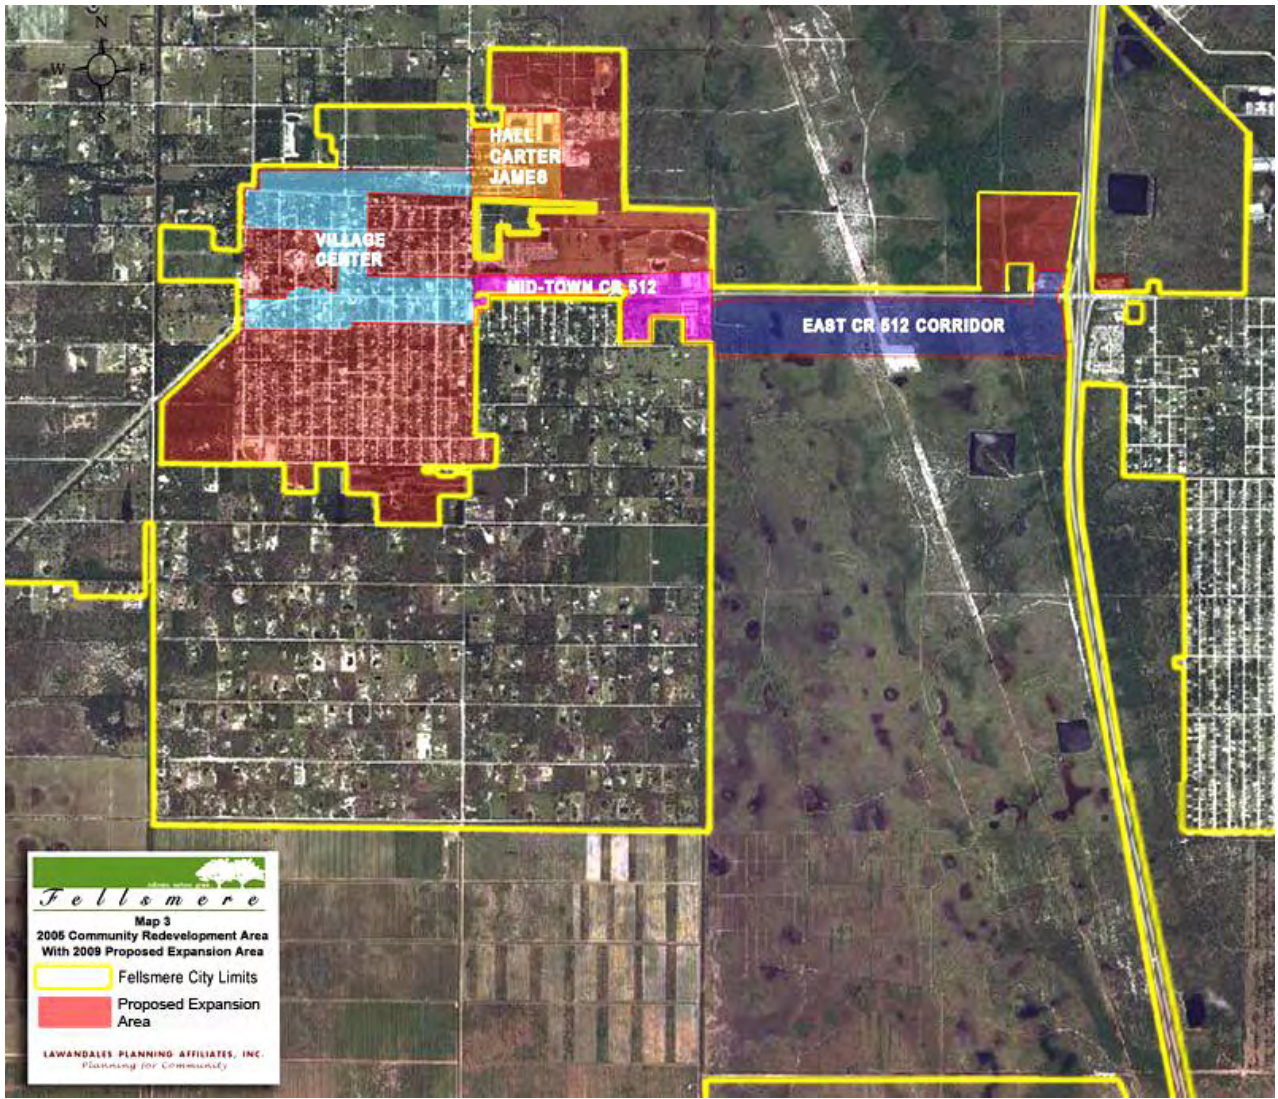 N
W
E
S
HALL
CARTER
JAMES
VILLAGE
CENTER
MID-TOWN CR 512
EAST CR 512 CORRIDOR
Fellsmere
Map 3
2005 Community Redevelopment Area
With 2009 Proposed Expansion Area
Fellsmere City Limits
Proposed Expansion
Area
LAWANDALES PLANNING AFFILIATES, INC.
Planning for Community